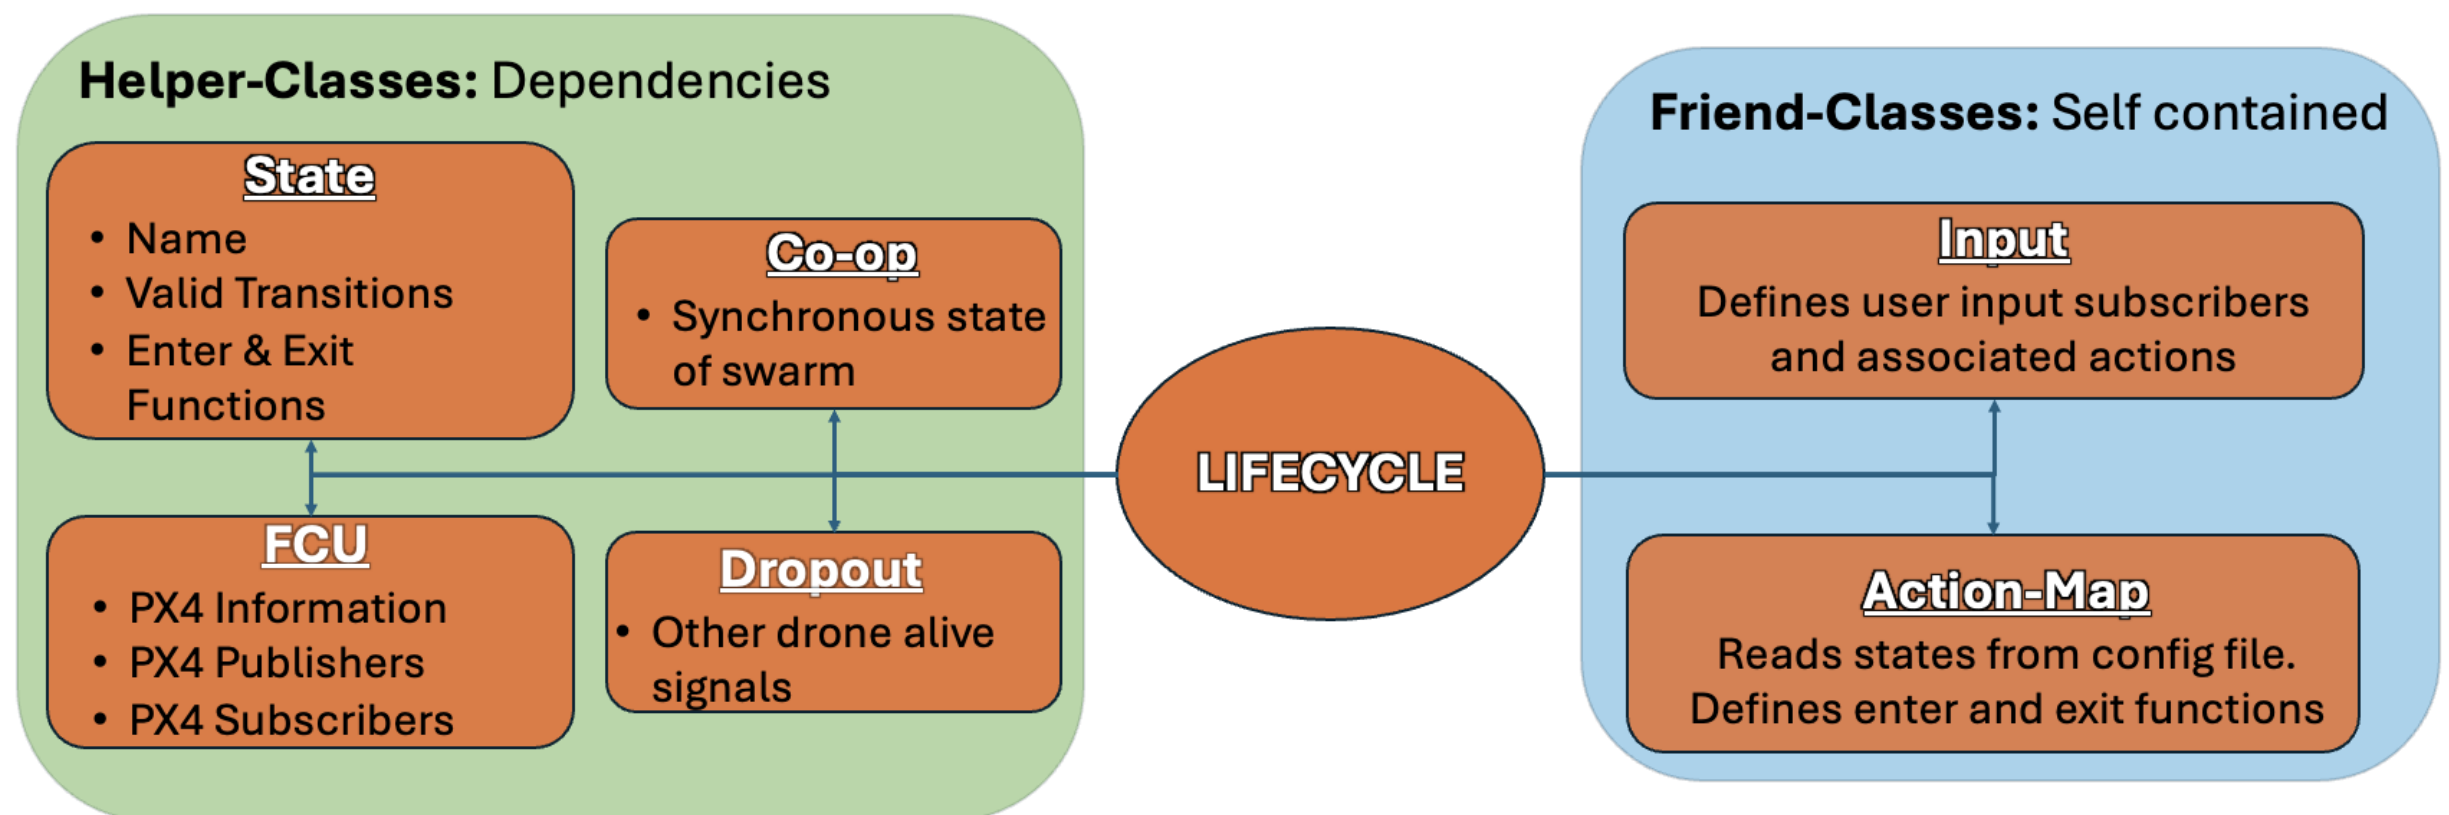 Helper-Classes: Dependencies
State
• Name
• Valid Transitions
• Enter & Exit
Functions
Co-op
• Synchronous state
of swarm
FCU
• PX4 Information
• PX4 Publishers
• PX4 Subscribers
Dropout
• Other drone alive
signals
LIFECYCLE
Friend-Classes: Self contained
Input
Defines user input subscribers
and associated actions
Action-Map
Reads states from config file.
Defines enter and exit functions